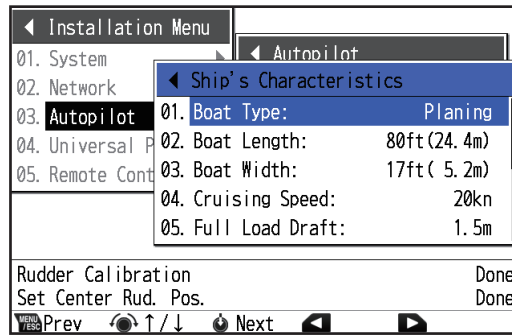 Installation Menu
01. System
02. Network
03. Autopilot
04. Universal P
05. Remote Cont
Autopilot
Ship's Characteristics
01. Boat Type: Planing
02. Boat Length: 80ft(24.4m)
03. Boat Width: 17ft( 5.2m)
04. Cruising Speed: 20kn
05. Full Load Draft: 1.5m
Rudder Calibration Done
Set Center Rud. Pos. Done
MENU/ESC Prev ↑/↓ Next